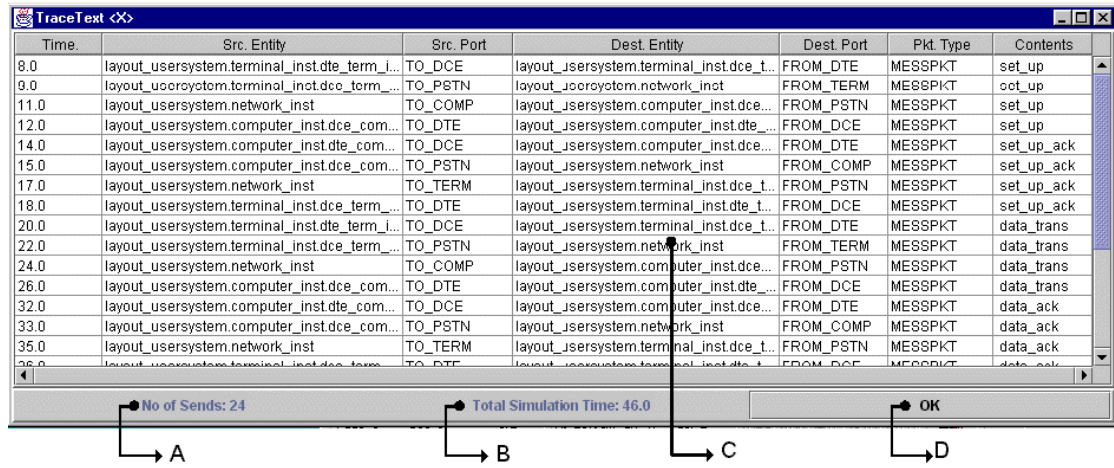 TraceText <X>
Time. Src. Entity Src. Port Dest. Entity Dest. Port Pkt. Type Contents
8.0 layout_usersystem.terminal_inst.dte_term_i... TO_DCE layout_usersystem.terminal_inst.dce_t... FROM_DTE MESSPKT set_up
9.0 layout_usersystem.terminal_inst.dce_term_... TO_PSTN layout_usersystem.network_inst FROM_TERM MESSPKT set_up
11.0 layout_usersystem.network_inst TO_COMP layout_usersystem.computer_inst.dce... FROM_PSTN MESSPKT set_up
12.0 layout_usersystem.computer_inst.dce_com... TO_DTE layout_usersystem.computer_inst.dte_... FROM_DCE MESSPKT set_up
14.0 layout_usersystem.computer_inst.dte_com... TO_DCE layout_usersystem.computer_inst.dce... FROM_DTE MESSPKT set_up_ack
15.0 layout_usersystem.computer_inst.dce_com... TO_PSTN layout_usersystem.network_inst FROM_COMP MESSPKT set_up_ack
17.0 layout_usersystem.network_inst TO_TERM layout_usersystem.terminal_inst.dce_t... FROM_PSTN MESSPKT set_up_ack
18.0 layout_usersystem.terminal_inst.dce_term_... TO_DTE layout_usersystem.terminal_inst.dte_t... FROM_DCE MESSPKT set_up_ack
20.0 layout_usersystem.terminal_inst.dte_term_i... TO_DCE layout_usersystem.terminal_inst.dce_t... FROM_DTE MESSPKT data_trans
22.0 layout_usersystem.terminal_inst.dce_term_... TO_PSTN layout_usersystem.network_inst FROM_TERM MESSPKT data_trans
24.0 layout_usersystem.network_inst TO_COMP layout_usersystem.computer_inst.dce... FROM_PSTN MESSPKT data_trans
26.0 layout_usersystem.computer_inst.dce_com... TO_DTE layout_usersystem.computer_inst.dte_... FROM_DCE MESSPKT data_trans
32.0 layout_usersystem.computer_inst.dte_com... TO_DCE layout_usersystem.computer_inst.dce... FROM_DTE MESSPKT data_ack
33.0 layout_usersystem.computer_inst.dce_com... TO_PSTN layout_usersystem.network_inst FROM_COMP MESSPKT data_ack
35.0 layout_usersystem.network_inst TO_TERM layout_usersystem.terminal_inst.dce_t... FROM_PSTN MESSPKT data_ack
No of Sends: 24 Total Simulation Time: 46.0 OK
A B C D